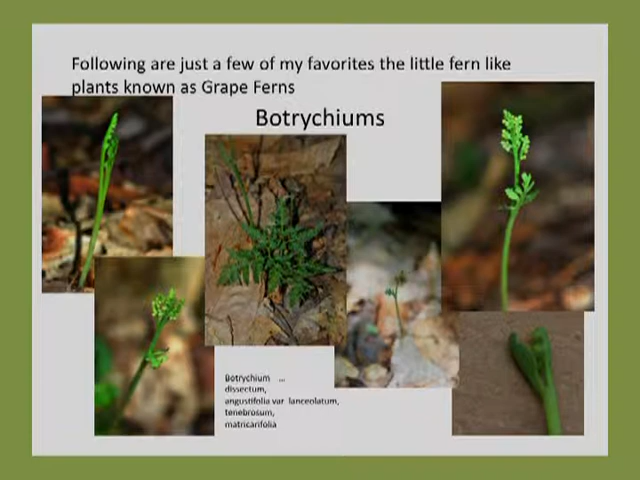 Following are just a few of my favorites the little fern like
plants known as Grape Ferns
Botrychiums
Botrychium ...
dissectum,
angustifolia var lanceolatum,
tenebrosum,
matricarifolia